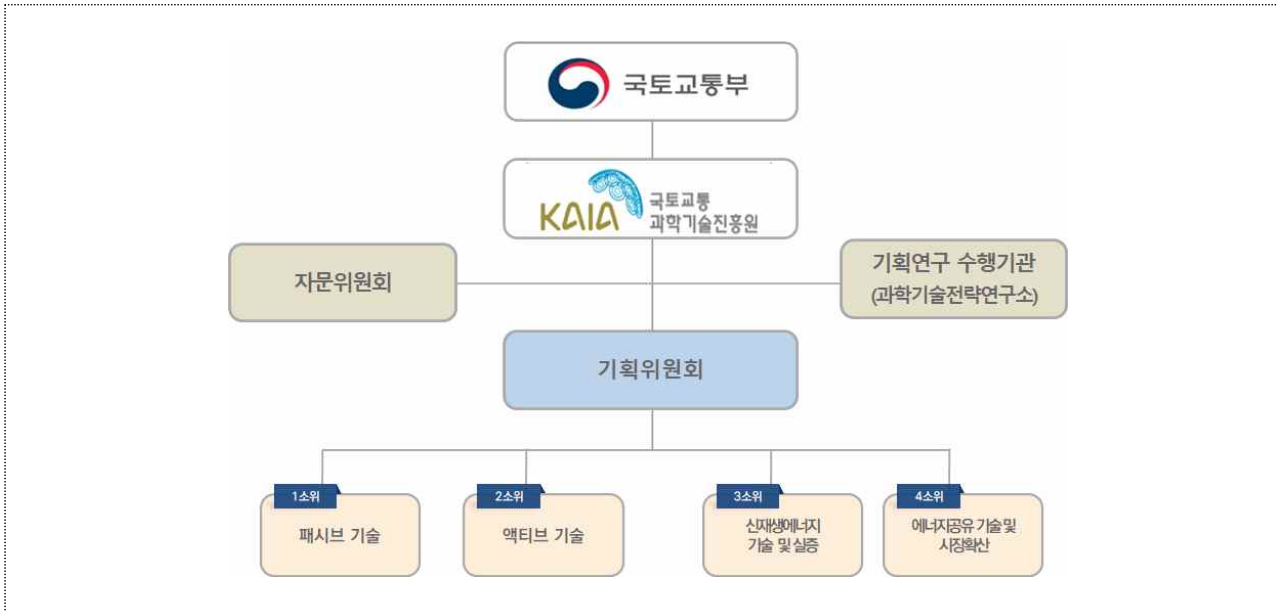 국토교통부
KAIA
국토교통
과학기술진흥원
자문위원회
기획연구 수행기관
(과학기술전략연구소)
기획위원회
1소위
패시브 기술
2소위
액티브 기술
3소위
신재생에너지
기술 및 실증
4소위
에너지공유 기술 및
시장확산